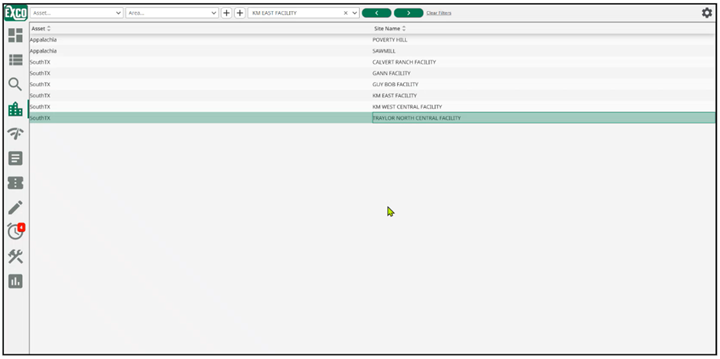 EXCO Asset... Area... KM EAST FACILITY Clear Filters
Asset Site Name
Appalachia POVERTY HILL
Appalachia SAWMILL
SouthTX CALVERT RANCH FACILITY
SouthTX GANN FACILITY
SouthTX GUY BOB FACILITY
SouthTX KM EAST FACILITY
SouthTX KM WEST CENTRAL FACILITY
SouthTX TRAYLOR NORTH CENTRAL FACILITY
4